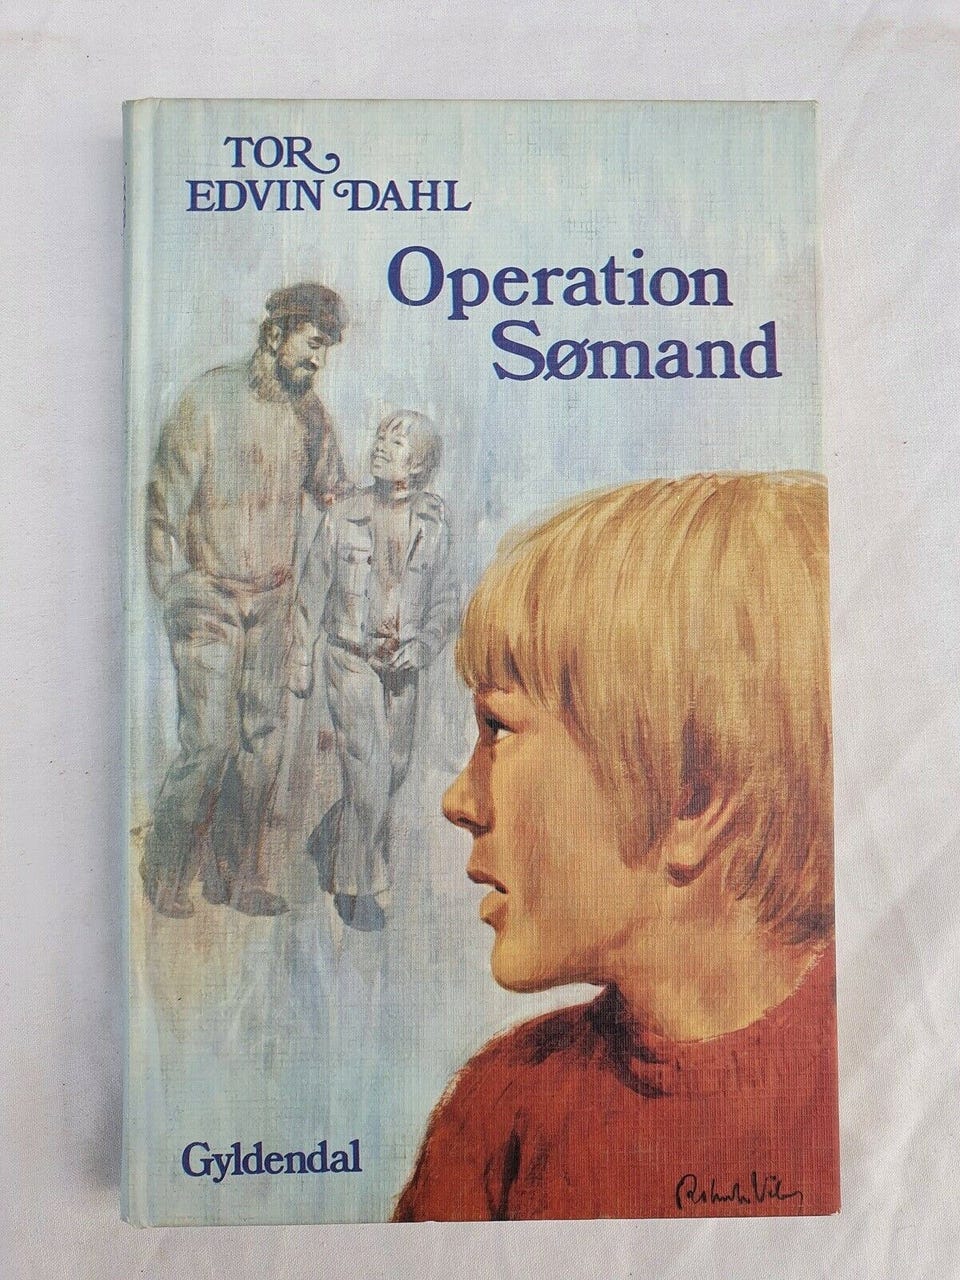 TOR
EDVIN DAHL
Operation
Sømand
Gyldendal